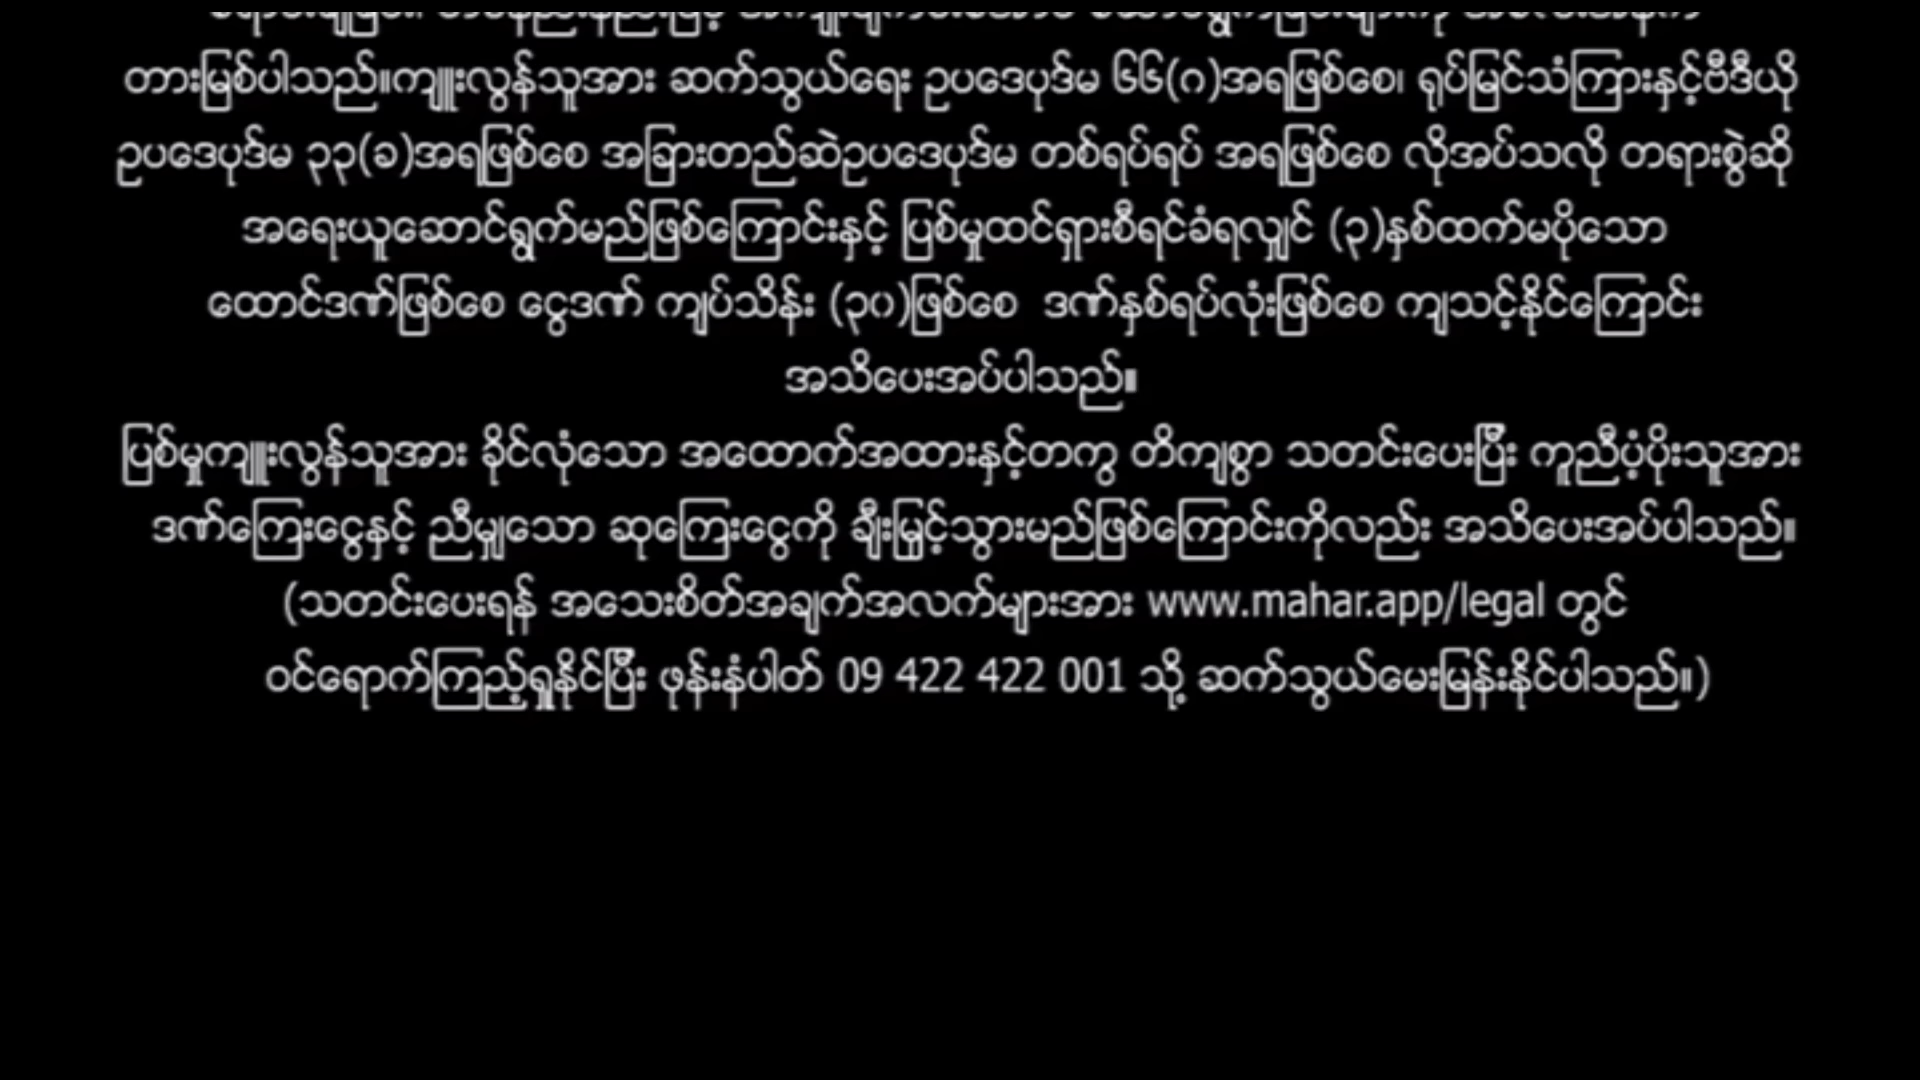 တားမြစ်ပါသည်။ကျူးလွန်သူအား ဆက်သွယ်ရေး ဥပဒေပုဒ်မ ၆၆(ဂ)အရဖြစ်စေ၊ ရုပ်မြင်သံကြားနှင့်ဗီဒီယို
ဥပဒေပုဒ်မ ၃၃(ခ)အရဖြစ်စေ အခြားတည်ဆဲဥပဒေပုဒ်မ တစ်ရပ်ရပ် အရဖြစ်စေ လိုအပ်သလို တရားစွဲဆို
အရေးယူဆောင်ရွက်မည်ဖြစ်ကြောင်းနှင့် ပြစ်မှုထင်ရှားစီရင်ခံရလျှင် (၃)နှစ်ထက်မပိုသော
ထောင်ဒဏ်ဖြစ်စေ ငွေဒဏ် ကျပ်သိန်း (၃၀)ဖြစ်စေ ဒဏ်နှစ်ရပ်လုံးဖြစ်စေ ကျသင့်နိုင်ကြောင်း
အသိပေးအပ်ပါသည်။
ပြစ်မှုကျူးလွန်သူအား ခိုင်လုံသော အထောက်အထားနှင့်တကွ တိကျစွာ သတင်းပေးပြီး ကူညီပံ့ပိုးသူအား
ဒဏ်ကြေးငွေနှင့် ညီမျှသော ဆုကြေးငွေကို ချီးမြှင့်သွားမည်ဖြစ်ကြောင်းကိုလည်း အသိပေးအပ်ပါသည်။
(သတင်းပေးရန် အသေးစိတ်အချက်အလက်များအား www.mahar.app/legal တွင်
ဝင်ရောက်ကြည့်ရှုနိုင်ပြီး ဖုန်းနံပါတ် 09 422 422 001 သို့ ဆက်သွယ်မေးမြန်းနိုင်ပါသည်။)